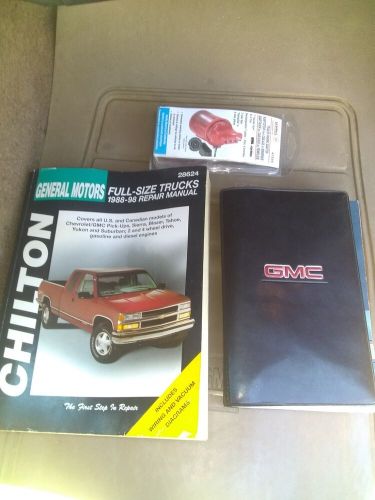 28624
GENERAL MOTORS
FULL-SIZE TRUCKS
1988-98 REPAIR MANUAL
Covers all U.S. and Canadian models of
Chevrolet/GMC Pick-Ups, Sierra, Blazer, Tahoe,
Yukon and Suburban; 2 and 4 wheel drive,
gasoline and diesel engines
CHILTON
INCLUDES
WIRING AND VACUUM
DIAGRAMS
The First Step In Repair
GMC